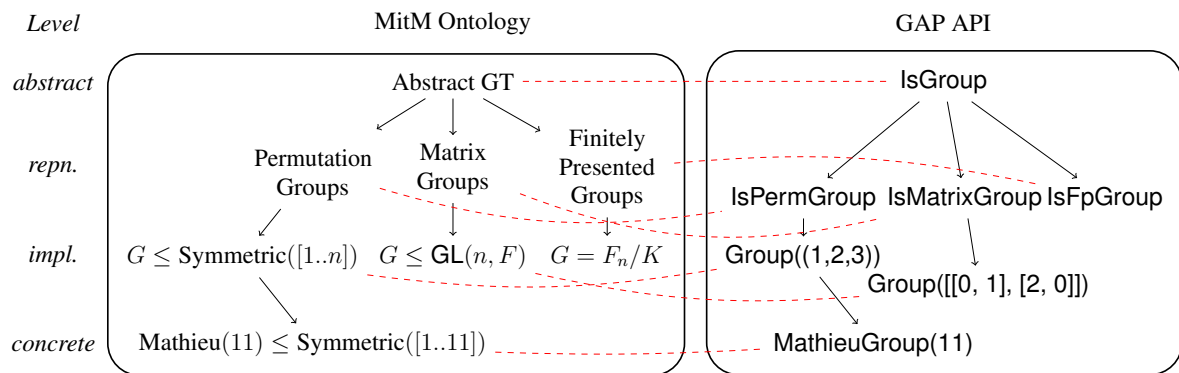 Level MitM Ontology GAP API
abstract Abstract GT IsGroup
repn. Permutation Groups Matrix Groups Finitely Presented Groups IsPermGroup IsMatrixGroup IsFpGroup
impl. G ≤ Symmetric([1..n]) G ≤ GL(n, F) G = Fₙ/K Group((1,2,3))
Group([[0, 1], [2, 0]])
concrete Mathieu(11) ≤ Symmetric([1..11]) MathieuGroup(11)